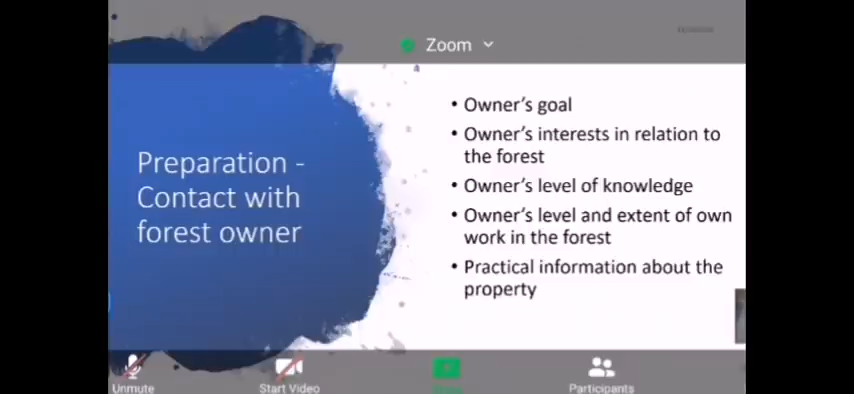 Zoom
Preparation -
Contact with
forest owner
• Owner's goal
• Owner's interests in relation to
the forest
• Owner's level of knowledge
• Owner's level and extent of own
work in the forest
• Practical information about the
property
Unmute
Start Video
Participants